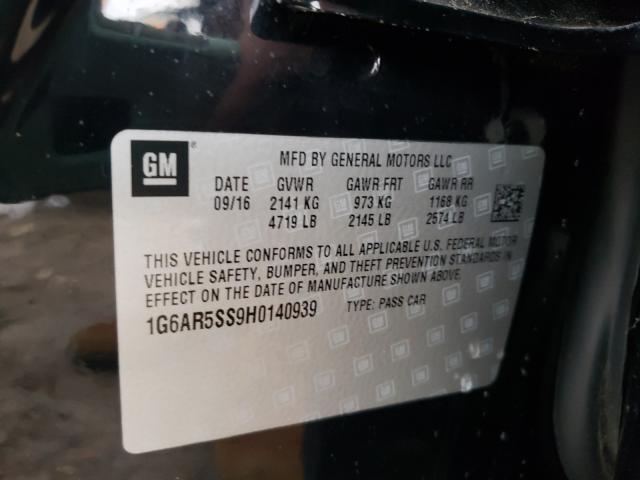 GM
MFD BY GENERAL MOTORS LLC
DATE GVWR GAWR FRT GAWR RR
09/16 2141 KG 973 KG 1168 KG
4719 LB 2145 LB 2574 LB
THIS VEHICLE CONFORMS TO ALL APPLICABLE U.S. FEDERAL MOTOR
VEHICLE SAFETY, BUMPER, AND THEFT PREVENTION STANDARDS IN
EFFECT ON THE DATE OF MANUFACTURE SHOWN ABOVE.
1G6AR5SS9H0140939 TYPE: PASS CAR